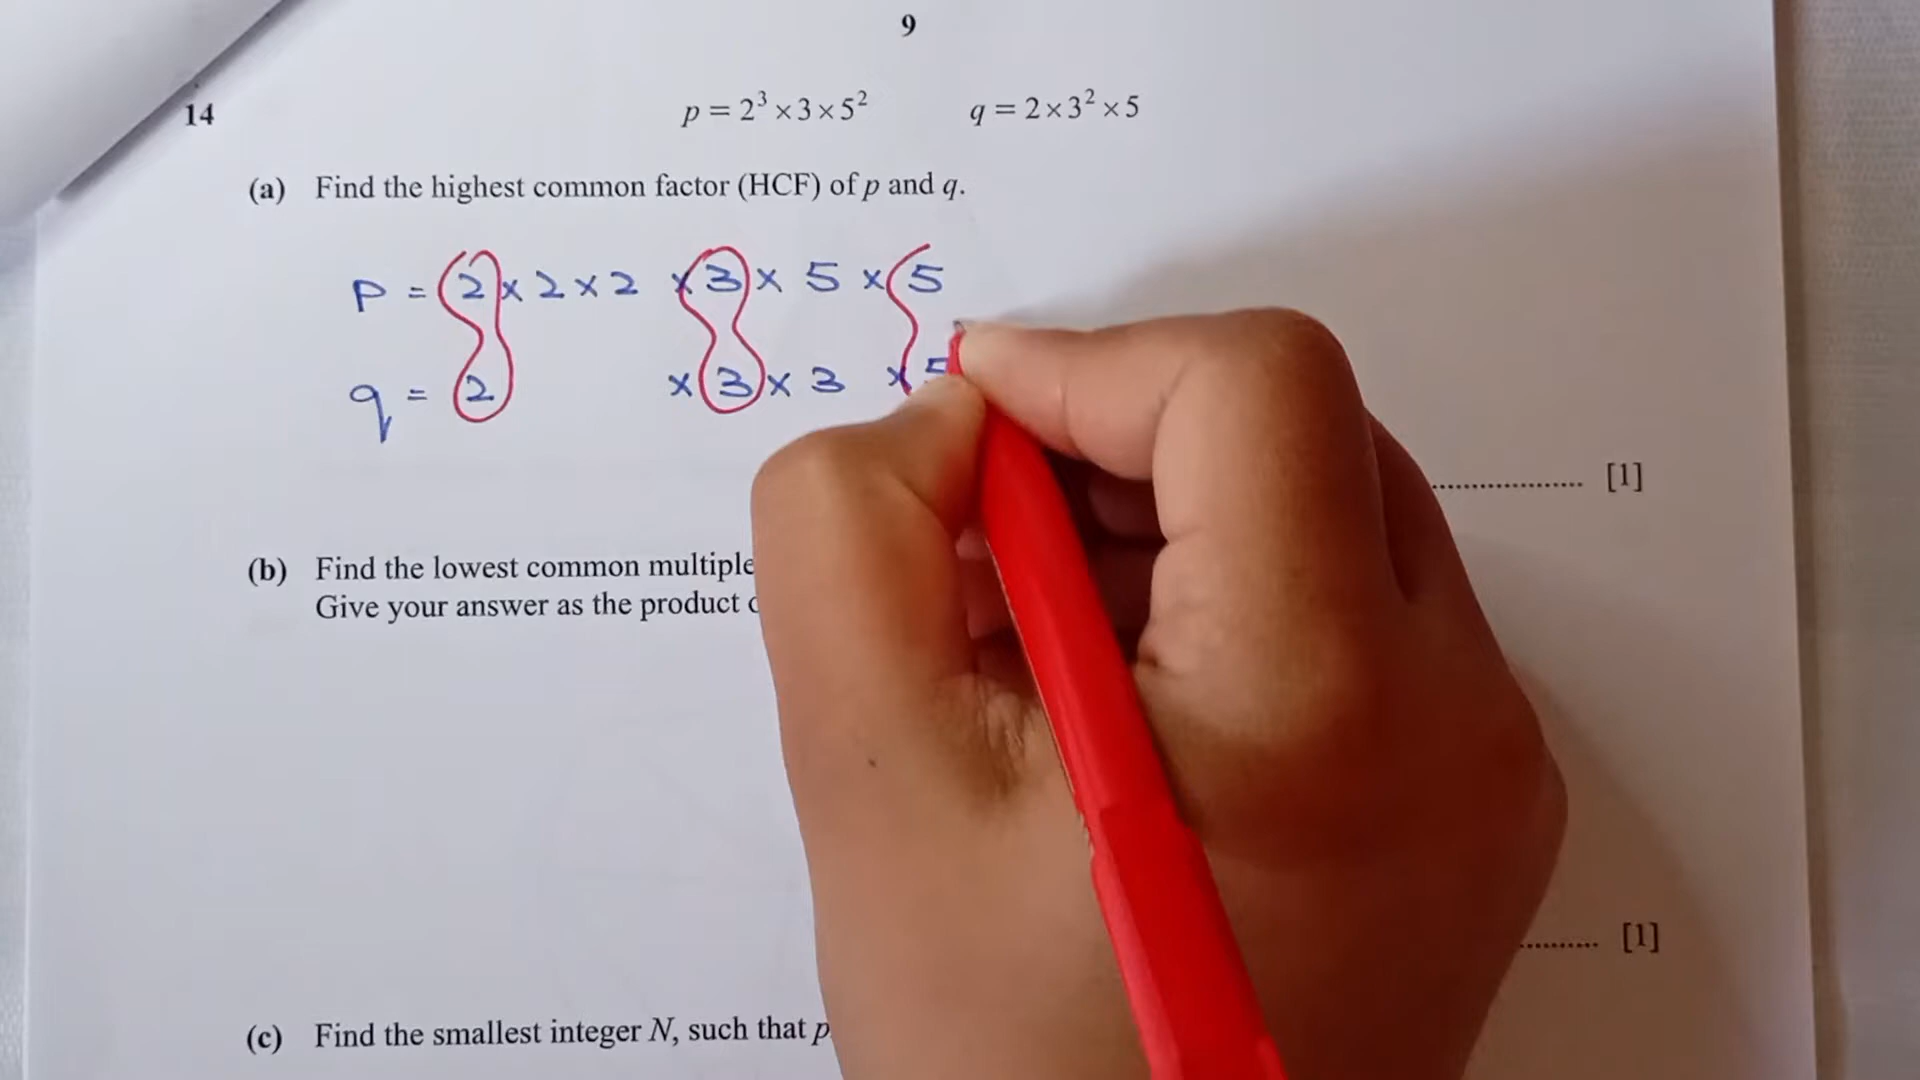 9
14 p = 2³ × 3 × 5² q = 2 × 3² × 5
(a) Find the highest common factor (HCF) of p and q.
P = 2 × 2 × 2 × 3 × 5 × 5
q = 2 × 3 × 3 × 5
.................... [1]
(b) Find the lowest common multiple
Give your answer as the product
........... [1]
(c) Find the smallest integer N, such that p